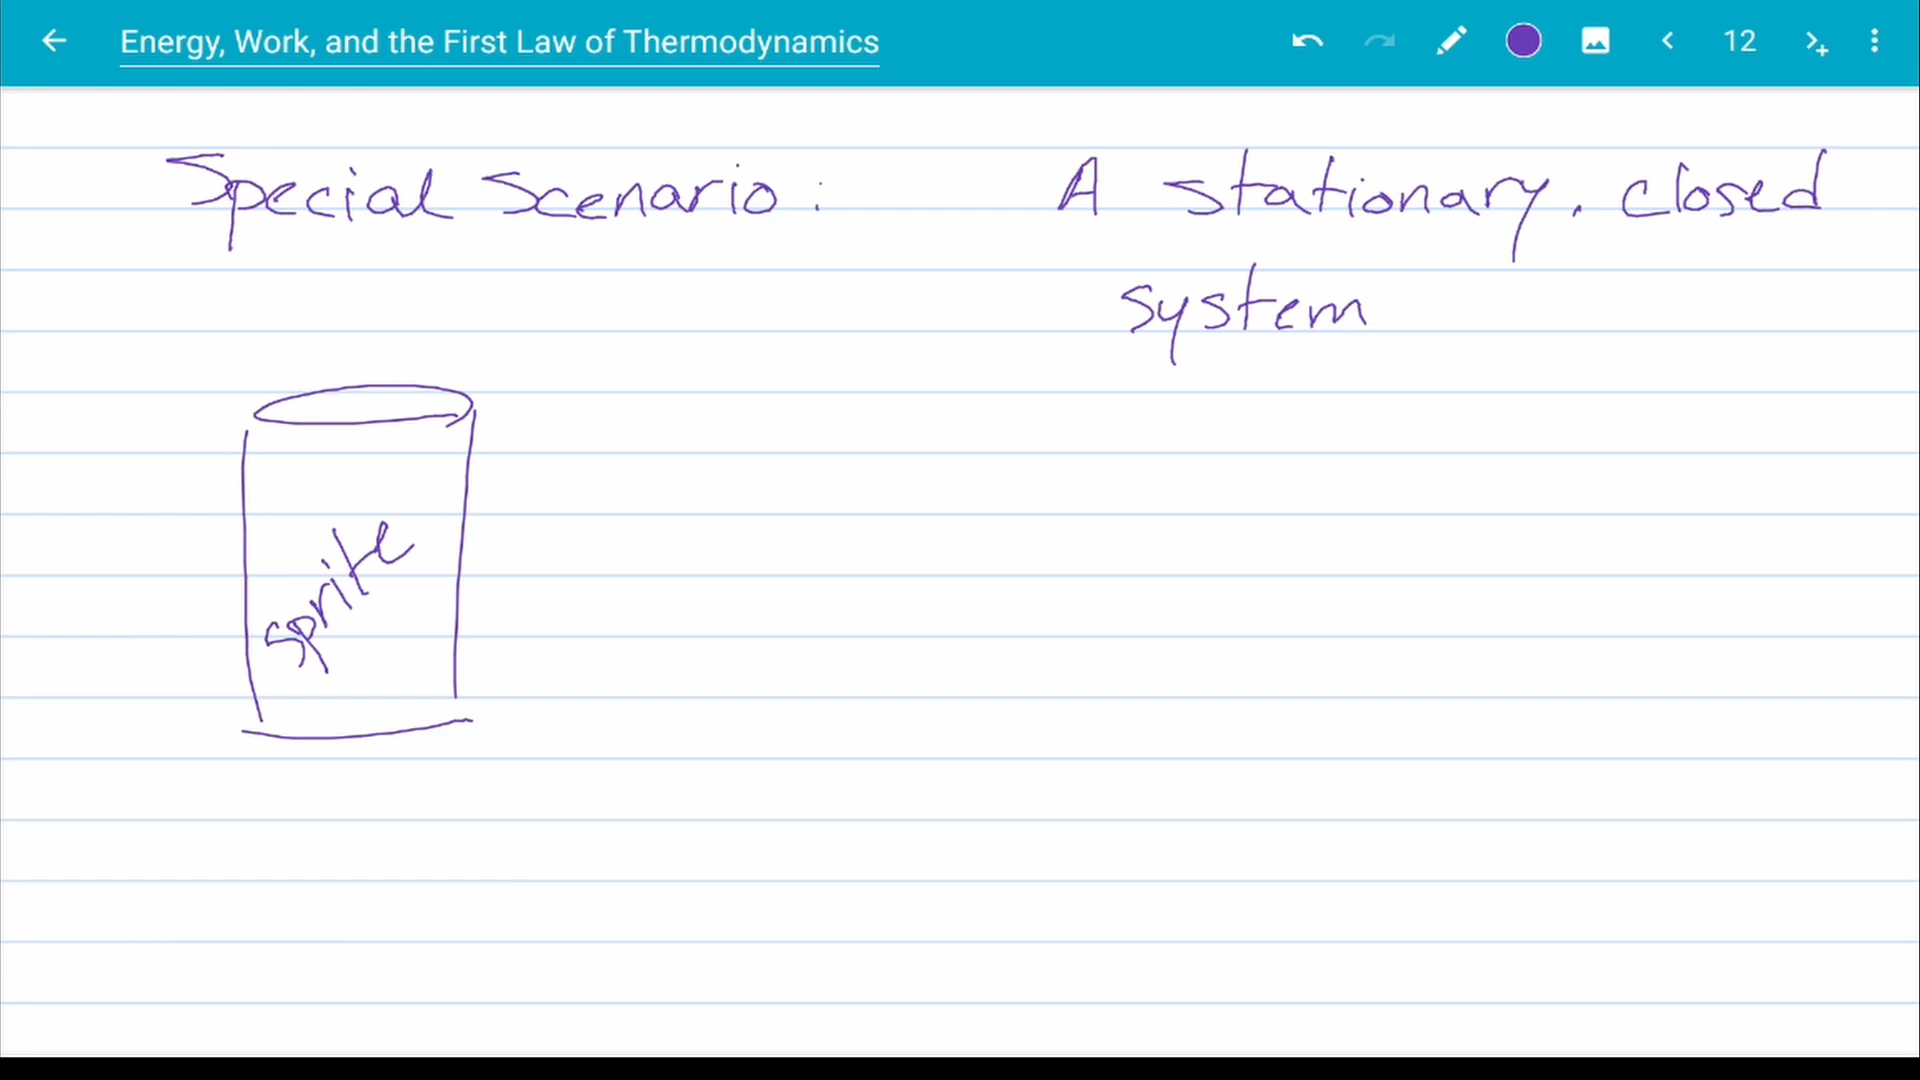 Energy, Work, and the First Law of Thermodynamics 12
Special Scenario: A stationary, closed
system
Sprite